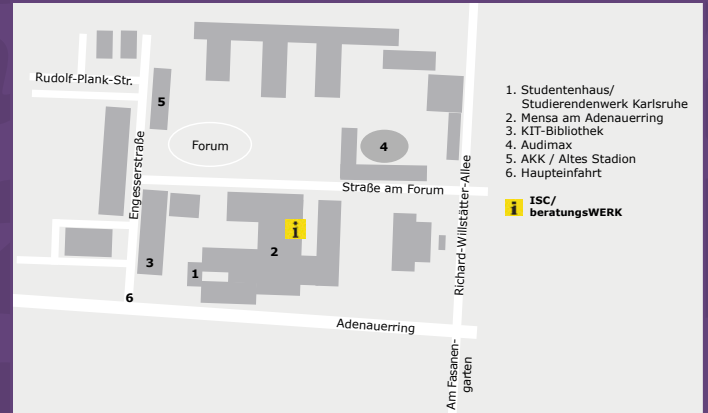 Rudolf-Plank-Str.
5
Forum
4
Engesserstraße
Straße am Forum
Richard-Willstätter-Allee
3
1
2
i
6
Adenauerring
Am Fasanen-
garten
1. Studentenhaus/
Studierendenwerk Karlsruhe
2. Mensa am Adenauerring
3. KIT-Bibliothek
4. Audimax
5. AKK / Altes Stadion
6. Haupteinfahrt
i ISC/
beratungsWERK